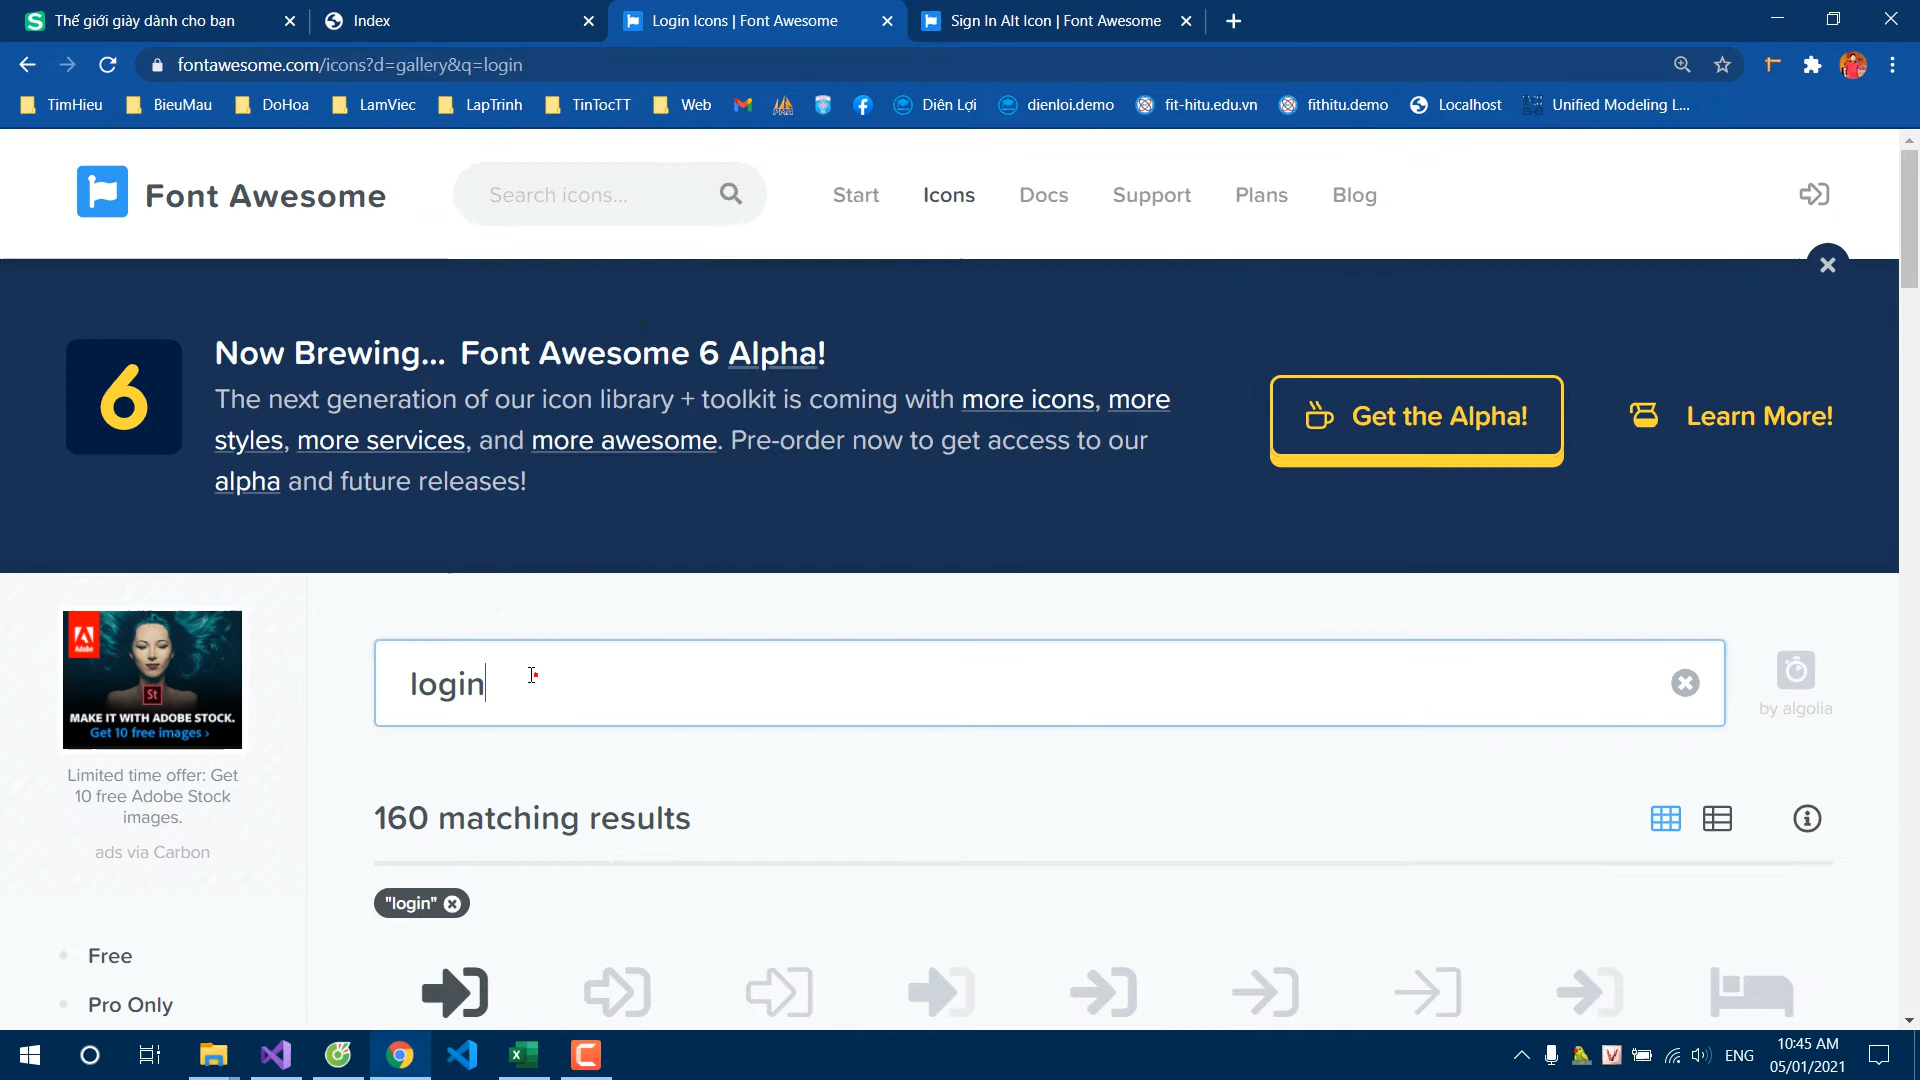 Thế giới giày dành cho bạn
Index
Login Icons | Font Awesome
Sign In Alt Icon | Font Awesome
fontawesome.com/icons?d=gallery&q=login
TimHieu
BieuMau
DoHoa
LamViec
LapTrinh
TinTocTT
Web
Diên Lợi
dienloi.demo
fit-hitu.edu.vn
fithitu.demo
Localhost
Unified Modeling L...
Font Awesome
Search icons...
Start
Icons
Docs
Support
Plans
Blog
6
Now Brewing... Font Awesome 6 Alpha!
The next generation of our icon library + toolkit is coming with more icons, more
styles, more services, and more awesome. Pre-order now to get access to our
alpha and future releases!
Get the Alpha!
Learn More!
Adobe
St
MAKE IT WITH ADOBE STOCK.
Get 10 free images ›
Limited time offer: Get
10 free Adobe Stock
images.
ads via Carbon
login
by algolia
160 matching results
"login"
Free
Pro Only
ENG
10:45 AM
05/01/2021